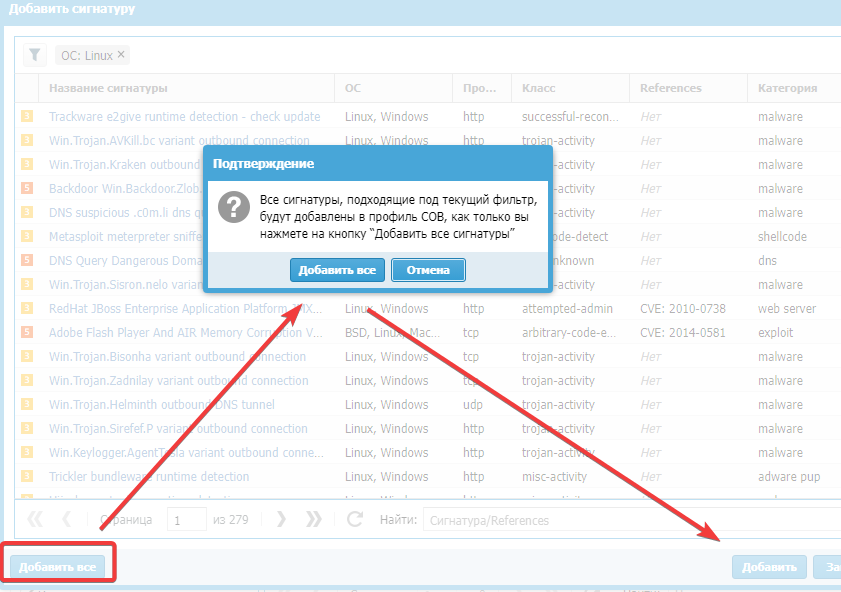 Добавить сигнатуру
ОС: Linux ×
Название сигнатуры ОС Про... Класс References Категория
3 Trackware e2give runtime detection - check update Linux, Windows http successful-recon... Нет malware
3 Win.Trojan.AVKill.bc variant outbound connection Linux, Windows http trojan-activity Нет malware
3 Win.Trojan.Kraken outbound trojan-activity Нет malware
5 Backdoor Win.Backdoor.Zlob. trojan-activity Нет malware
3 DNS suspicious .c0m.li dns trojan-activity Нет malware
3 Metasploit meterpreter Нет shellcode
5 DNS Query Dangerous Нет dns
3 Win.Trojan.Sisron.nelo trojan-activity Нет malware
Подтверждение
Все сигнатуры, подходящие под текущий фильтр,
будут добавлены в профиль СОВ, как только вы
нажмете на кнопку “Добавить все сигнатуры”
Добавить все Отмена
3 RedHat JBoss Enterprise Application Platform Linux, Windows http attempted-admin CVE: 2010-0738 web server
5 Adobe Flash Player And AIR Memory Corruption V... BSD, Linux, Mac... tcp arbitrary-code-e... CVE: 2014-0581 exploit
3 Win.Trojan.Bisonha variant outbound connection Linux, Windows tcp trojan-activity Нет malware
3 Win.Trojan.Zadnilay variant outbound connection Linux, Windows tcp trojan-activity Нет malware
3 Win.Trojan.Helminth outbound DNS tunnel Linux, Windows udp trojan-activity Нет malware
3 Win.Trojan.Sirefef.P variant outbound connection Linux, Windows http trojan-activity Нет malware
3 Win.Keylogger.AgentTesla variant outbound conne... Linux, Windows http trojan-activity Нет malware
3 Trickler bundleware runtime detection Linux, Windows http misc-activity Нет adware pup
Страница 1 из 279 Найти: Сигнатура/References
Добавить все Добавить За